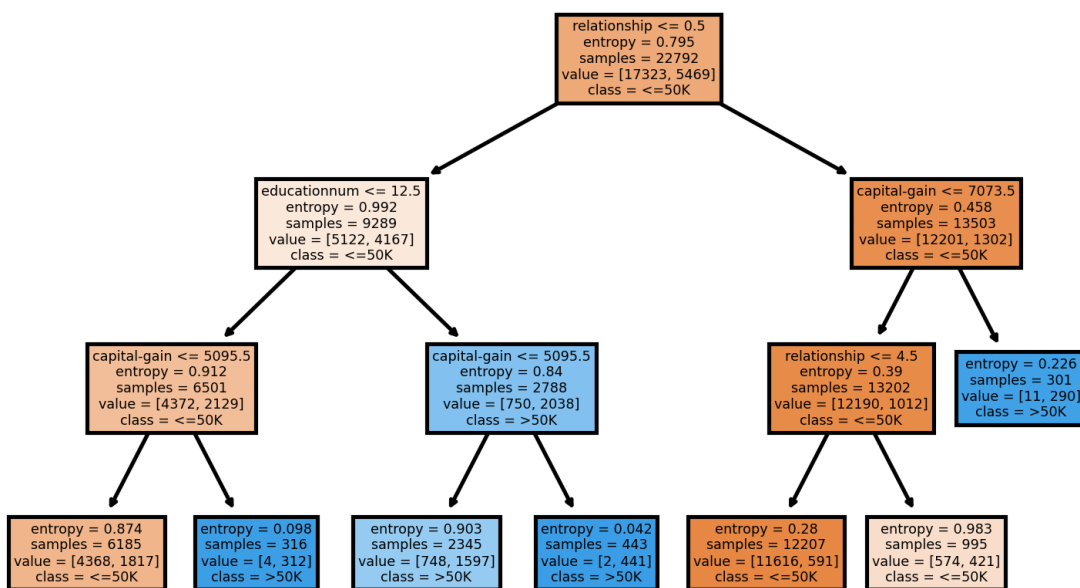 relationship <= 0.5
entropy = 0.795
samples = 22792
value = [17323, 5469]
class = <=50K
educationnum <= 12.5
entropy = 0.992
samples = 9289
value = [5122, 4167]
class = <=50K
capital-gain <= 7073.5
entropy = 0.458
samples = 13503
value = [12201, 1302]
class = <=50K
capital-gain <= 5095.5
entropy = 0.912
samples = 6501
value = [4372, 2129]
class = <=50K
capital-gain <= 5095.5
entropy = 0.84
samples = 2788
value = [750, 2038]
class = >50K
relationship <= 4.5
entropy = 0.39
samples = 13202
value = [12190, 1012]
class = <=50K
entropy = 0.226
samples = 301
value = [11, 290]
class = >50K
entropy = 0.874
samples = 6185
value = [4368, 1817]
class = <=50K
entropy = 0.098
samples = 316
value = [4, 312]
class = >50K
entropy = 0.903
samples = 2345
value = [748, 1597]
class = >50K
entropy = 0.042
samples = 443
value = [2, 441]
class = >50K
entropy = 0.28
samples = 12207
value = [11616, 591]
class = <=50K
entropy = 0.983
samples = 995
value = [574, 421]
class = <=50K